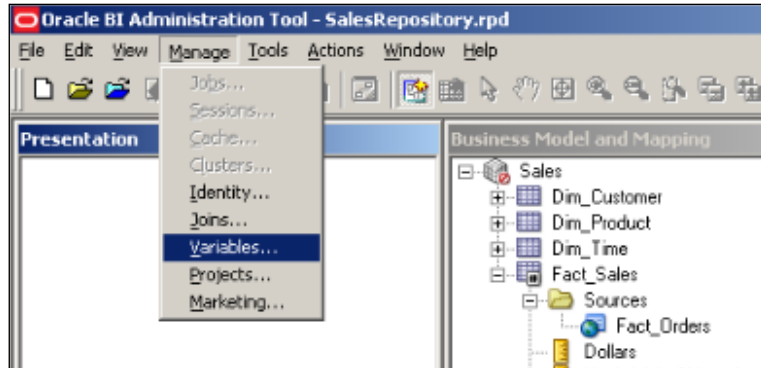 Oracle BI Administration Tool - SalesRepository.rpd
File Edit View Manage Tools Actions Window Help
Jobs...
Sessions...
Cache...
Clusters...
Identity...
Joins...
Variables...
Projects...
Marketing...
Presentation
Business Model and Mapping
Sales
Dim_Customer
Dim_Product
Dim_Time
Fact_Sales
Sources
Fact_Orders
Dollars